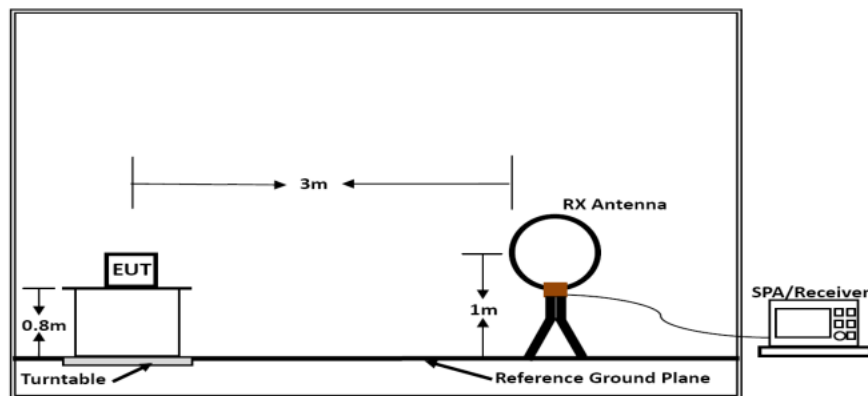 3m
RX Antenna
EUT
SPA/Receiver
0.8m
1m
Turntable
Reference Ground Plane